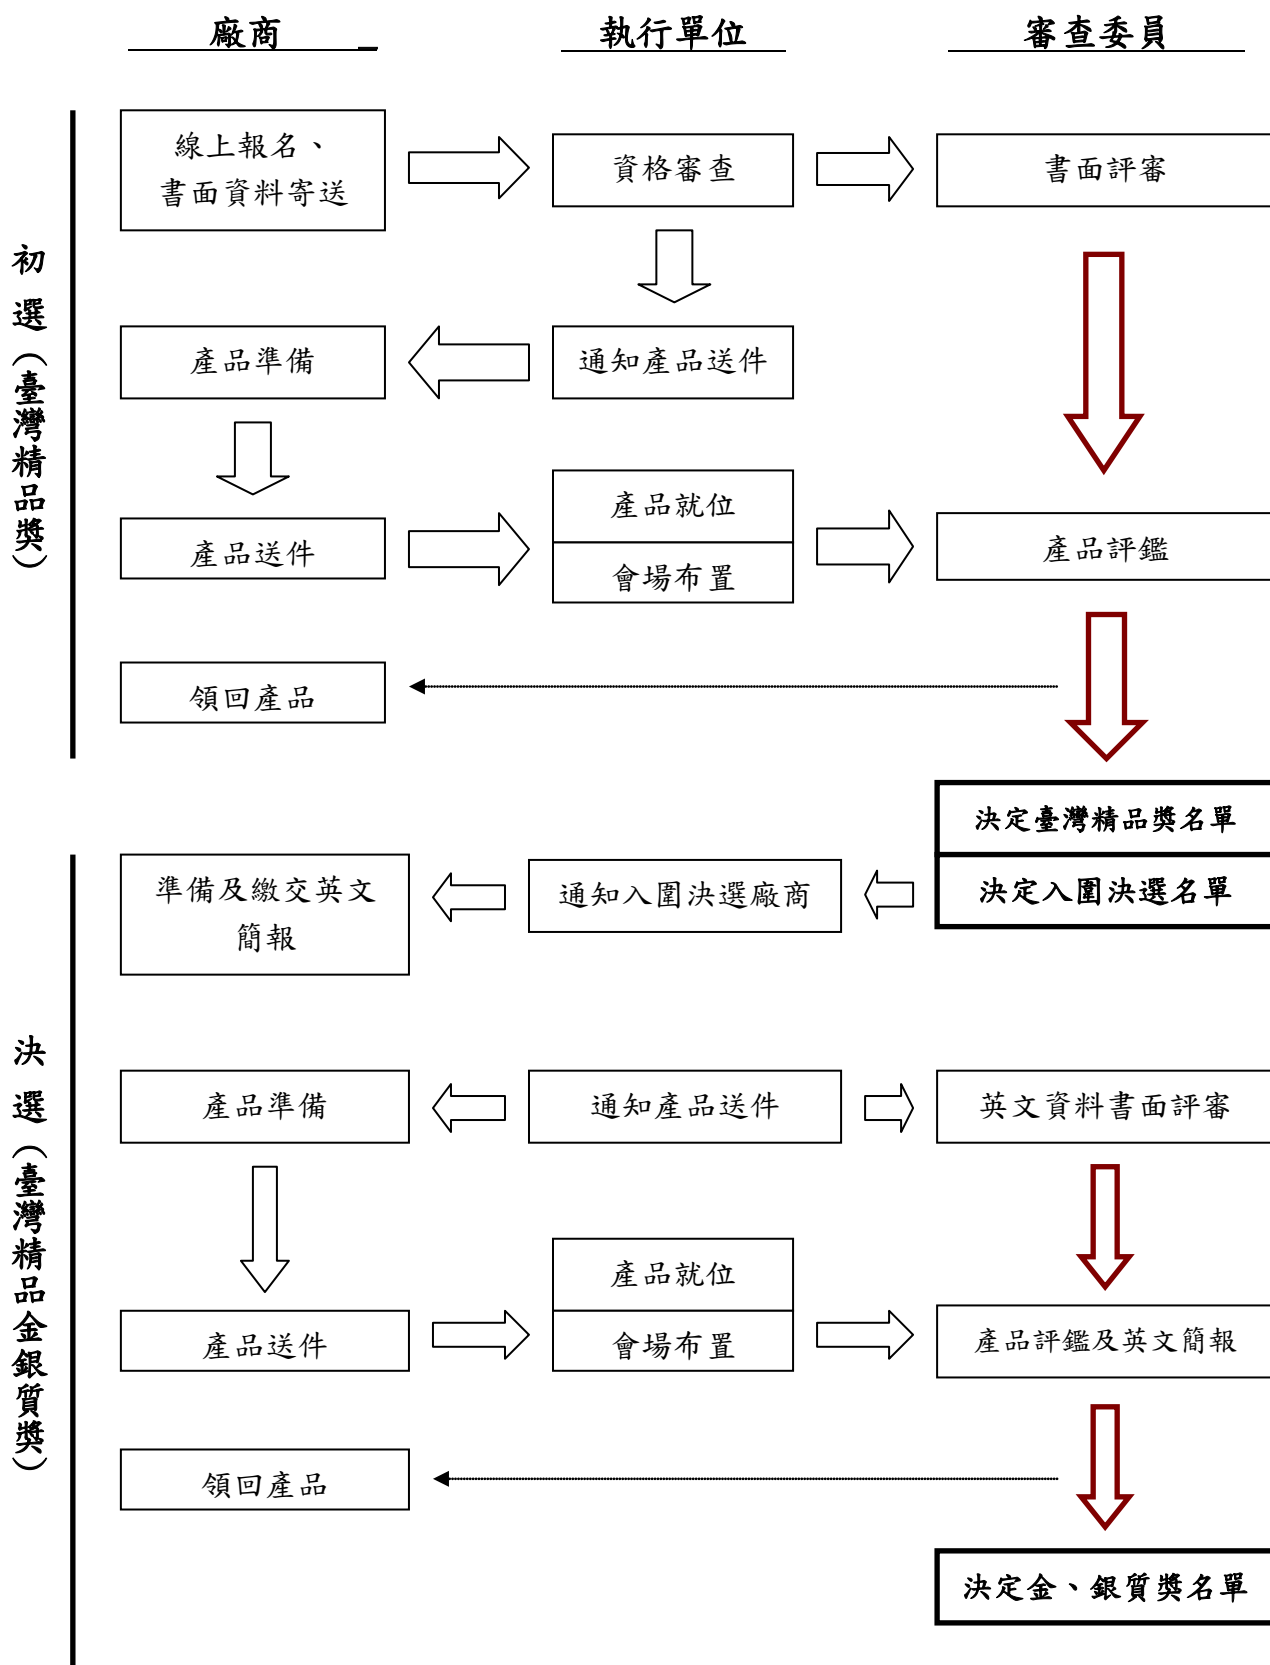 廠商
執行單位
審查委員
初選（臺灣精品獎）
線上報名、
書面資料寄送
資格審查
書面評審
產品準備
通知產品送件
產品送件
產品就位
會場布置
產品評鑑
領回產品
決定臺灣精品獎名單
決定入圍決選名單
通知入圍決選廠商
準備及繳交英文
簡報
決選（臺灣精品金銀質獎）
產品準備
通知產品送件
英文資料書面評審
產品送件
產品就位
會場布置
產品評鑑及英文簡報
領回產品
決定金、銀質獎名單